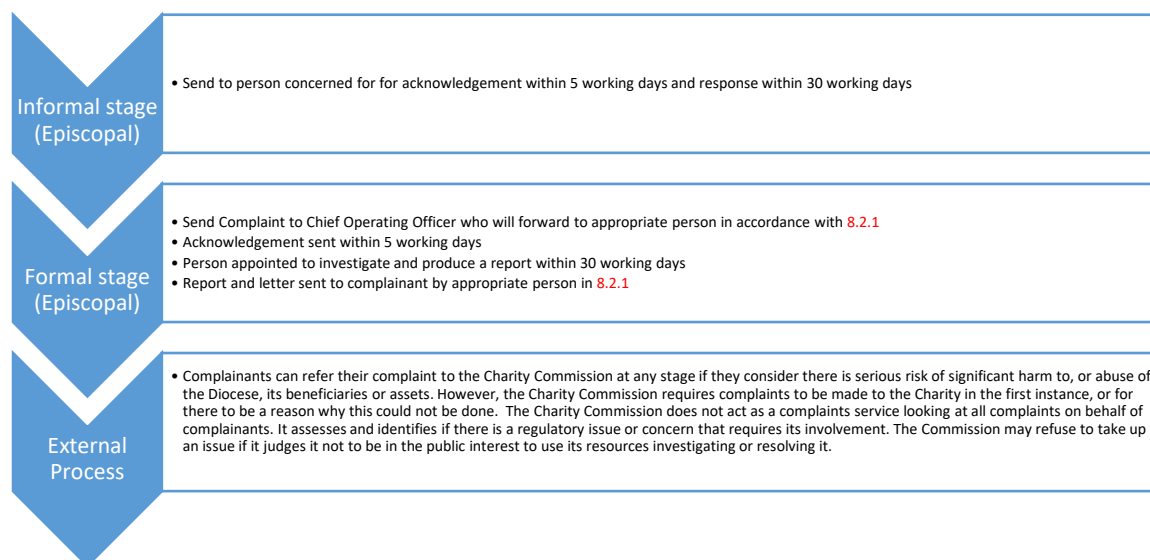 Informal stage
(Episcopal)
• Send to person concerned for for acknowledgement within 5 working days and response within 30 working days
Formal stage
(Episcopal)
• Send Complaint to Chief Operating Officer who will forward to appropriate person in accordance with 8.2.1
• Acknowledgement sent within 5 working days
• Person appointed to investigate and produce a report within 30 working days
• Report and letter sent to complainant by appropriate person in 8.2.1
External
Process
• Complainants can refer their complaint to the Charity Commission at any stage if they consider there is serious risk of significant harm to, or abuse of
the Diocese, its beneficiaries or assets. However, the Charity Commission requires complaints to be made to the Charity in the first instance, or for
there to be a reason why this could not be done.  The Charity Commission does not act as a complaints service looking at all complaints on behalf of
complainants. It assesses and identifies if there is a regulatory issue or concern that requires its involvement. The Commission may refuse to take up
an issue if it judges it not to be in the public interest to use its resources investigating or resolving it.